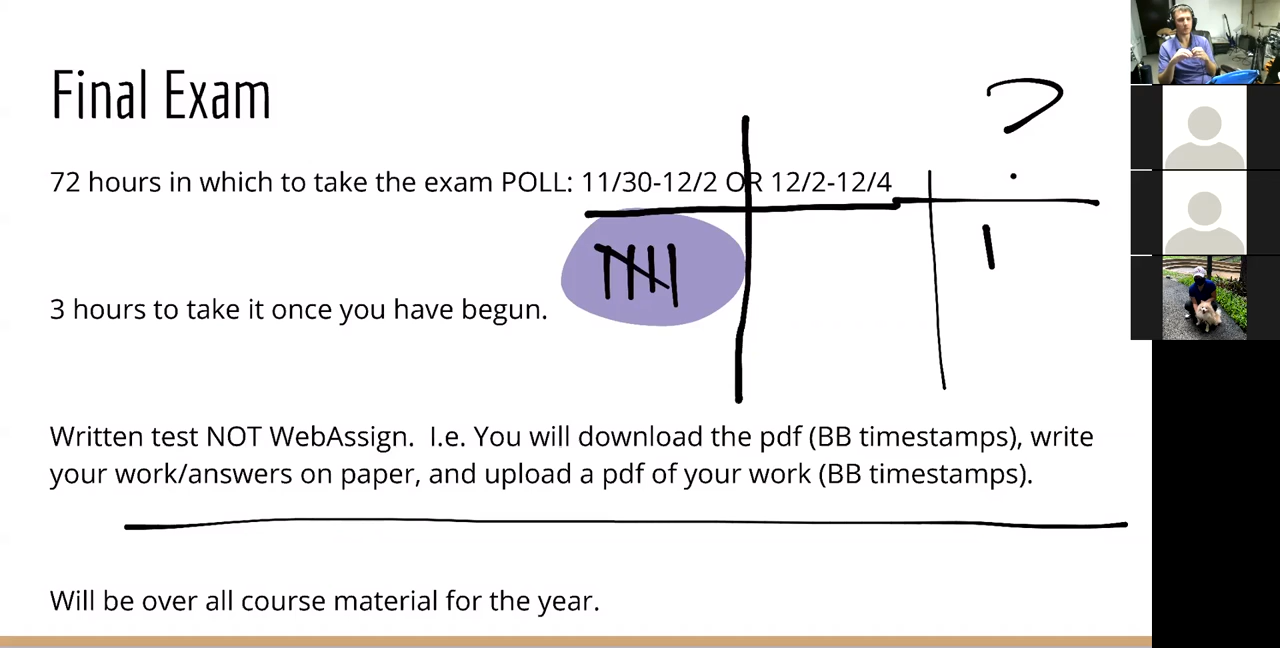 Final Exam
?
72 hours in which to take the exam POLL: 11/30-12/2 OR 12/2-12/4
3 hours to take it once you have begun.
Written test NOT WebAssign. I.e. You will download the pdf (BB timestamps), write
your work/answers on paper, and upload a pdf of your work (BB timestamps).
Will be over all course material for the year.